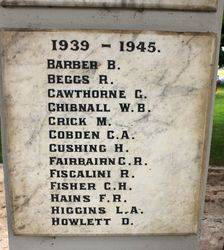 1939 - 1945.
BARBER B.
BEGGS R.
CAWTHORNE G.
CHIBNALL W.B.
CRICK M.
COBDEN C.A.
CUSHING H.
FAIRBAIRN C.R.
FISCALINI R.
FISHER C.H.
HAINS F.R.
HIGGINS L.A.
HOWLETT D.